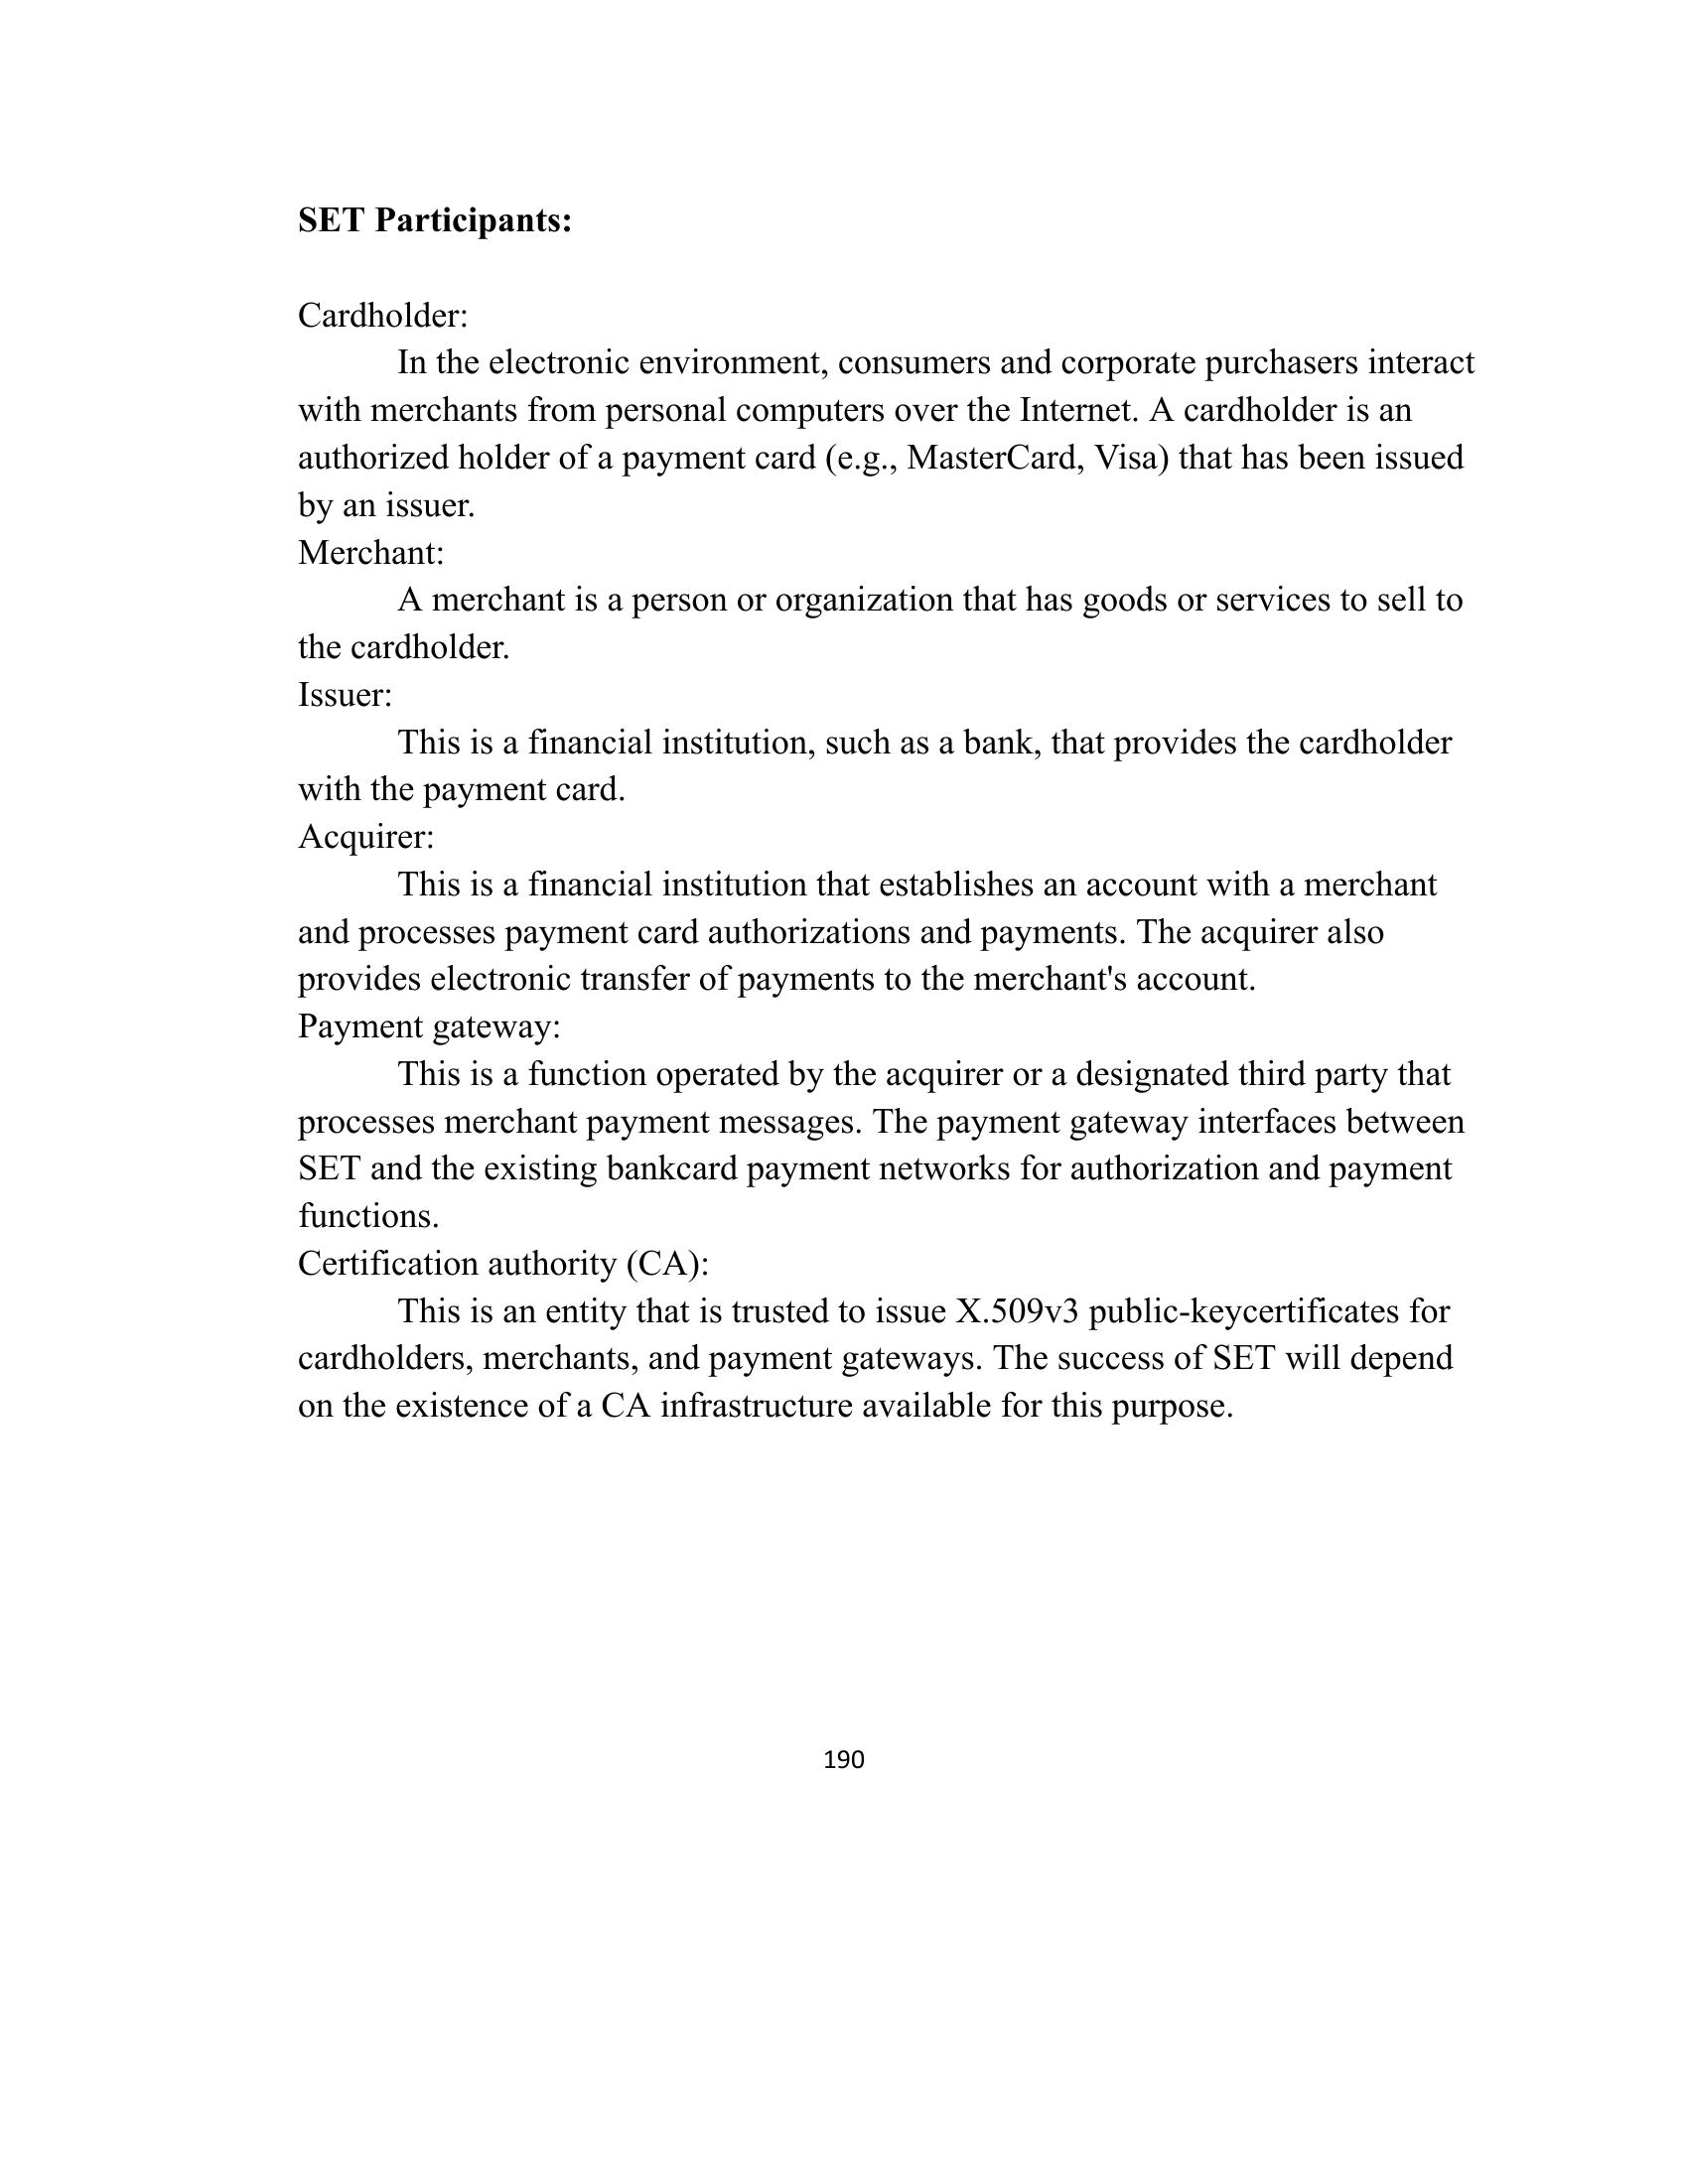 SET Participants:
Cardholder:
In the electronic environment, consumers and corporate purchasers interact
with merchants from personal computers over the Internet. A cardholder is an
authorized holder of a payment card (e.g., MasterCard, Visa) that has been issued
by an issuer.
Merchant:
A merchant is a person or organization that has goods or services to sell to
the cardholder.
Issuer:
This is a financial institution, such as a bank, that provides the cardholder
with the payment card.
Acquirer:
This is a financial institution that establishes an account with a merchant
and processes payment card authorizations and payments. The acquirer also
provides electronic transfer of payments to the merchant's account.
Payment gateway:
This is a function operated by the acquirer or a designated third party that
processes merchant payment messages. The payment gateway interfaces between
SET and the existing bankcard payment networks for authorization and payment
functions.
Certification authority (CA):
This is an entity that is trusted to issue X.509v3 public-keycertificates for
cardholders, merchants, and payment gateways. The success of SET will depend
on the existence of a CA infrastructure available for this purpose.
190